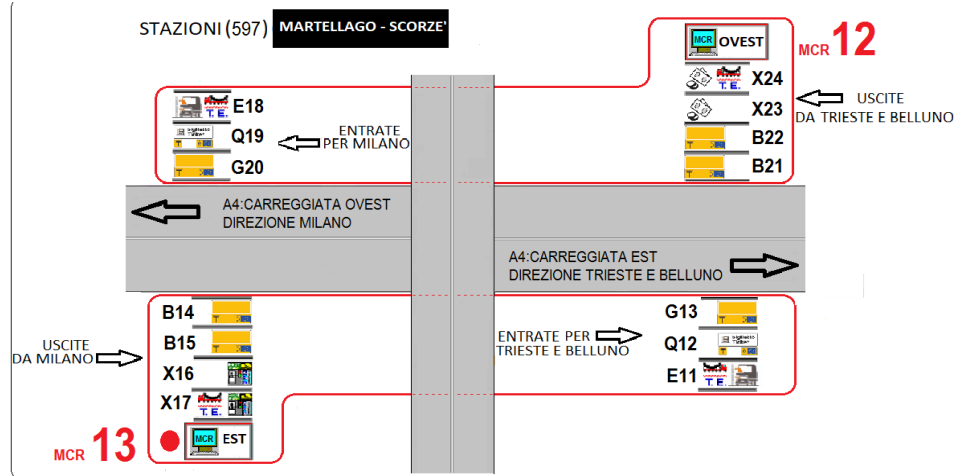 STAZIONI (597) MARTELLAGO - SCORZE'
MCR OVEST
MCR 12
T.E. X24
X23
B22
B21
USCITE
DA TRIESTE E BELLUNO
T.E. E18
Q19
G20
ENTRATE
PER MILANO
A4:CARREGGIATA OVEST
DIREZIONE MILANO
A4:CARREGGIATA EST
DIREZIONE TRIESTE E BELLUNO
B14
B15
X16
X17 T.E.
MCR EST
MCR 13
USCITE
DA MILANO
ENTRATE PER
TRIESTE E BELLUNO
G13
Q12
E11 T.E.